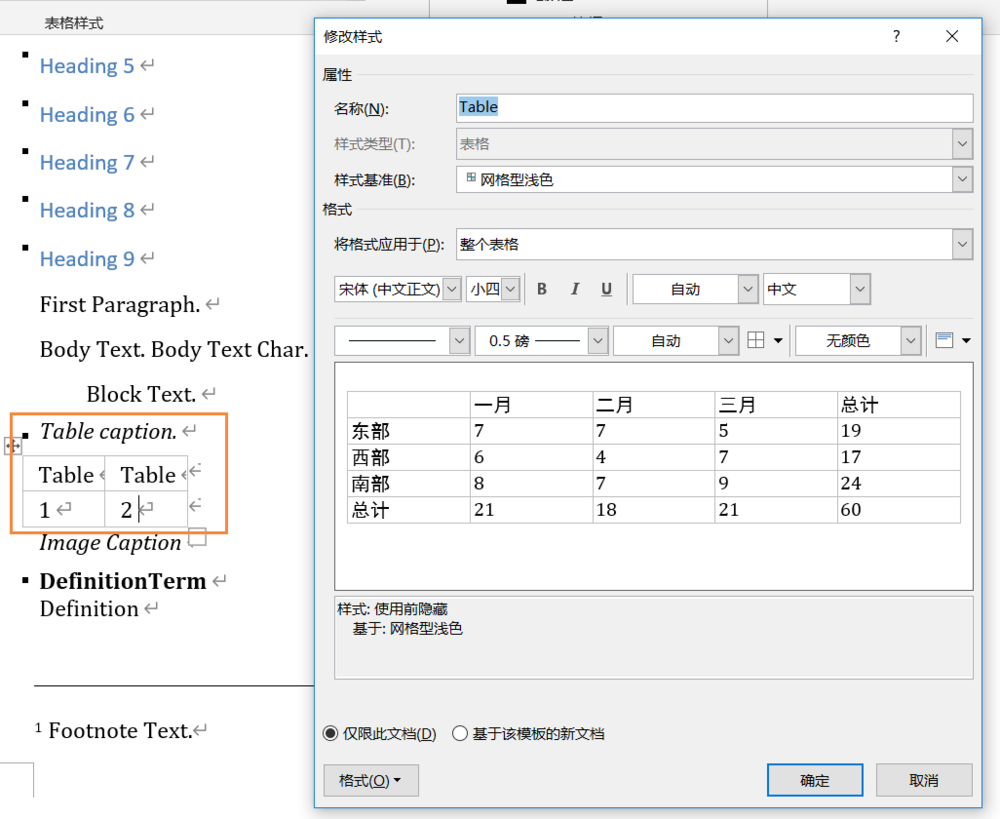 表格样式
Heading 5
Heading 6
Heading 7
Heading 8
Heading 9
First Paragraph.
Body Text. Body Text Char.
Block Text.
Table caption.
Table Table
1 2
Image Caption
DefinitionTerm
Definition
1 Footnote Text.
修改样式 ?
属性
名称(N): Table
样式类型(T): 表格
样式基准(B): 网格型浅色
格式
将格式应用于(P): 整个表格
宋体 (中文正文) 小四 B I U 自动 中文
0.5 磅 自动 无颜色
一月 二月 三月 总计
东部 7 7 5 19
西部 6 4 7 17
南部 8 7 9 24
总计 21 18 21 60
样式: 使用前隐藏
基于: 网格型浅色
仅限此文档(D) 基于该模板的新文档
格式(O) 确定 取消